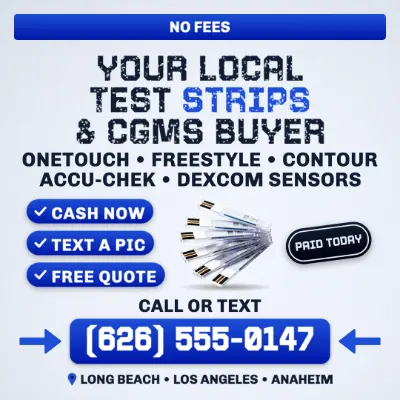 NO FEES
YOUR LOCAL
TEST STRIPS
& CGMS BUYER
ONETOUCH • FREESTYLE • CONTOUR
ACCU-CHEK • DEXCOM SENSORS
CASH NOW
TEXT A PIC
FREE QUOTE
PAID TODAY
CALL OR TEXT
(626) 555-0147
LONG BEACH • LOS ANGELES • ANAHEIM